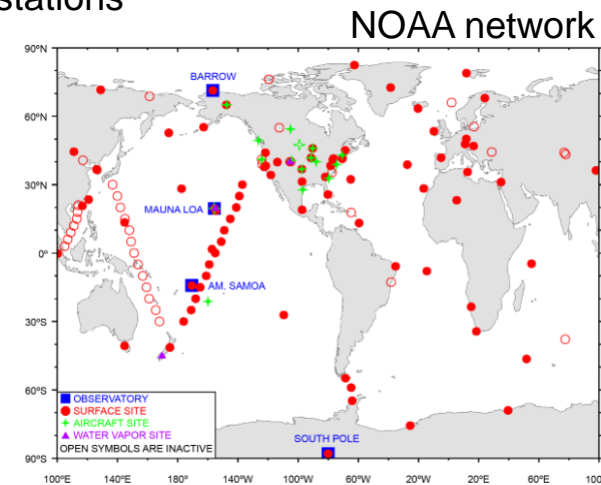 stations
NOAA network
90°N
BARROW
60°N
30°N
MAUNA LOA
0°
AM. SAMOA
30°S
60°S
OBSERVATORY
SURFACE SITE
AIRCRAFT SITE
WATER VAPOR SITE
OPEN SYMBOLS ARE INACTIVE
SOUTH POLE
90°S
100°E 140°E 180° 140°W 100°W 60°W 20°W 20°E 60°E